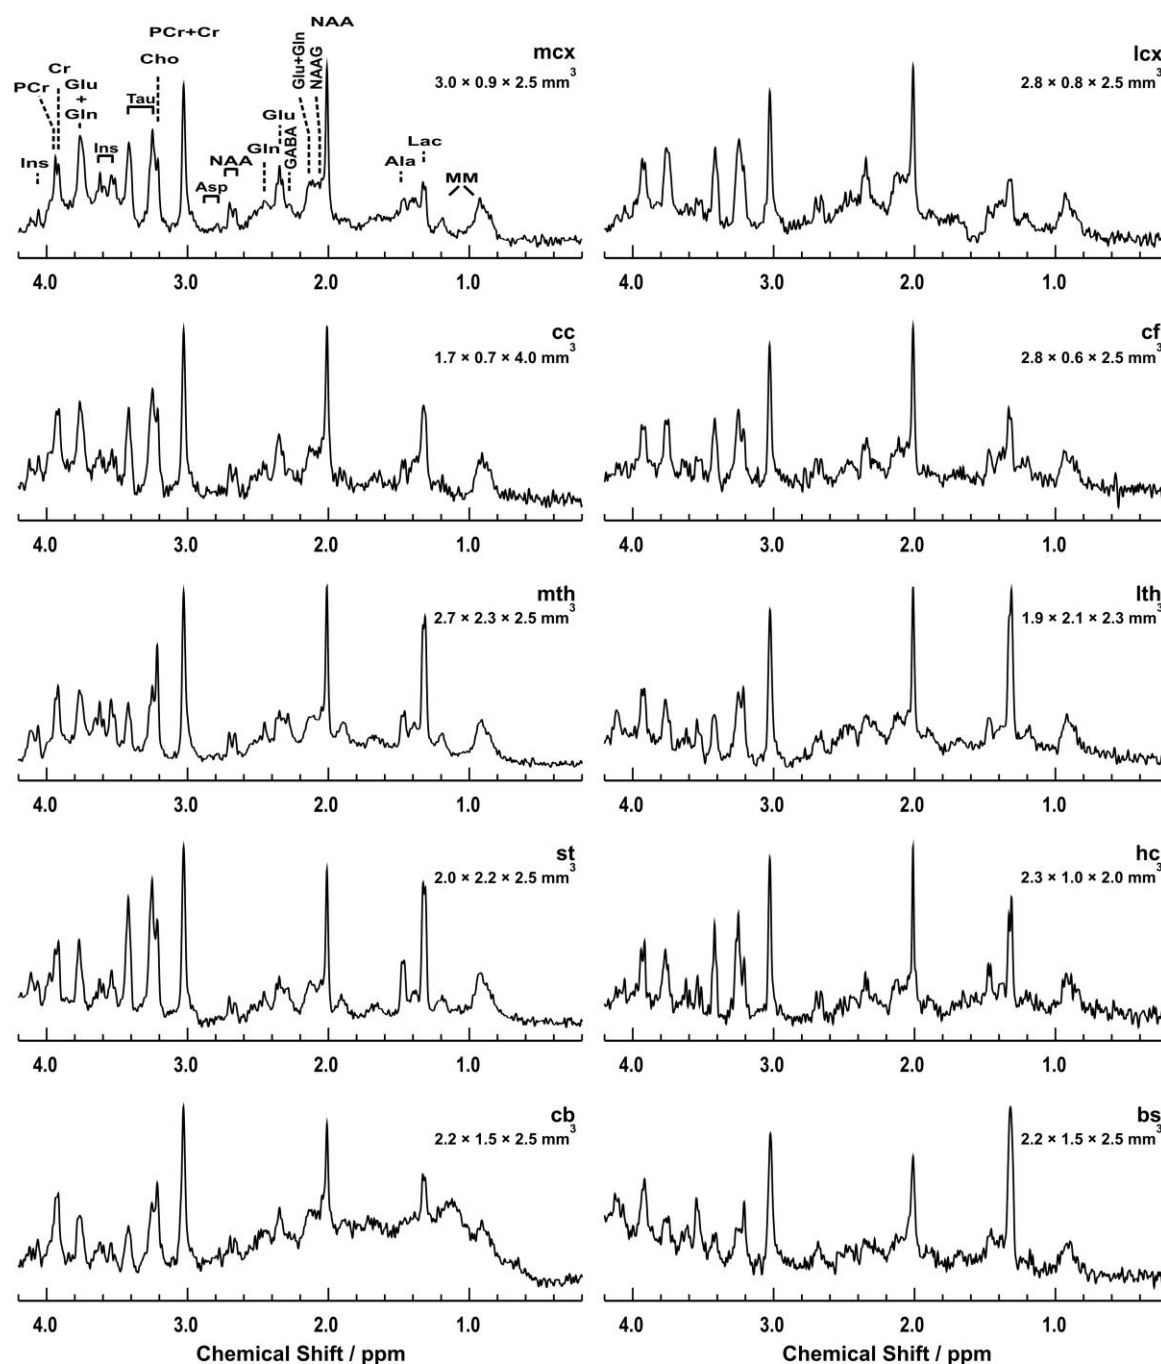 mcx
3.0 × 0.9 × 2.5 mm³
PCr+Cr
NAA
Cr
Cho
PCr
Glu
+
Gln
Tau
Glu+Gln
NAAG
Ins
Ins
Asp
NAA
Gln
Glu
GABA
Ala
Lac
MM
4.0 3.0 2.0 1.0
lcx
2.8 × 0.8 × 2.5 mm³
4.0 3.0 2.0 1.0
cc
1.7 × 0.7 × 4.0 mm³
4.0 3.0 2.0 1.0
cf
2.8 × 0.6 × 2.5 mm³
4.0 3.0 2.0 1.0
mth
2.7 × 2.3 × 2.5 mm³
4.0 3.0 2.0 1.0
lth
1.9 × 2.1 × 2.3 mm³
4.0 3.0 2.0 1.0
st
2.0 × 2.2 × 2.5 mm³
4.0 3.0 2.0 1.0
hc
2.3 × 1.0 × 2.0 mm³
4.0 3.0 2.0 1.0
cb
2.2 × 1.5 × 2.5 mm³
4.0 3.0 2.0 1.0
Chemical Shift / ppm
bs
2.2 × 1.5 × 2.5 mm³
4.0 3.0 2.0 1.0
Chemical Shift / ppm